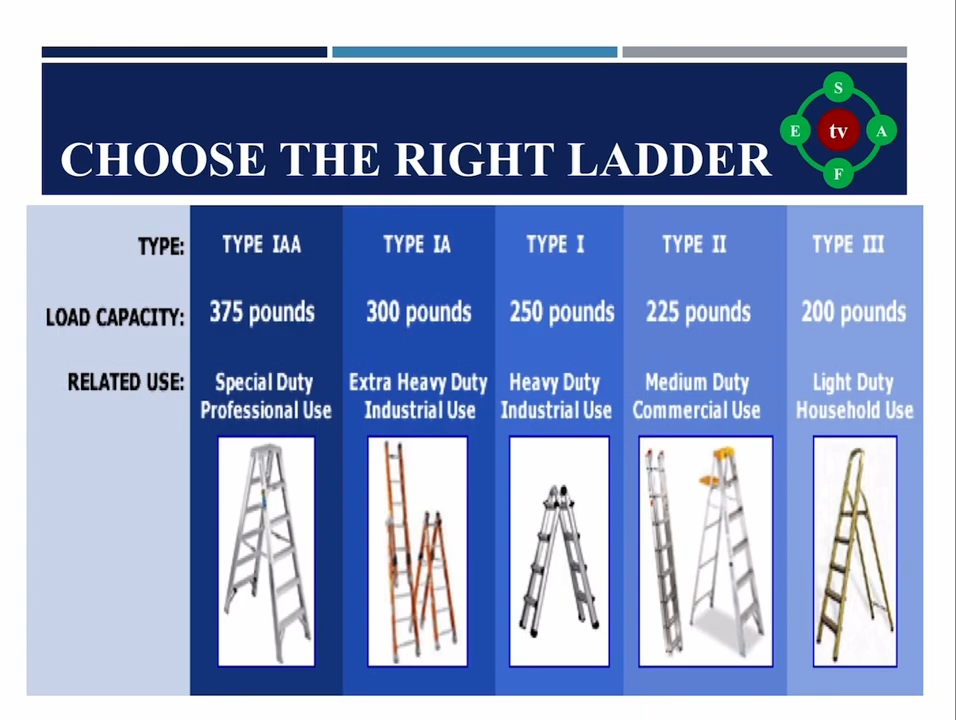 CHOOSE THE RIGHT LADDER
S
E
tv
A
F
TYPE: TYPE IAA TYPE IA TYPE I TYPE II TYPE III
LOAD CAPACITY: 375 pounds 300 pounds 250 pounds 225 pounds 200 pounds
RELATED USE: Special Duty Extra Heavy Duty Heavy Duty Medium Duty Light Duty
Professional Use Industrial Use Industrial Use Commercial Use Household Use